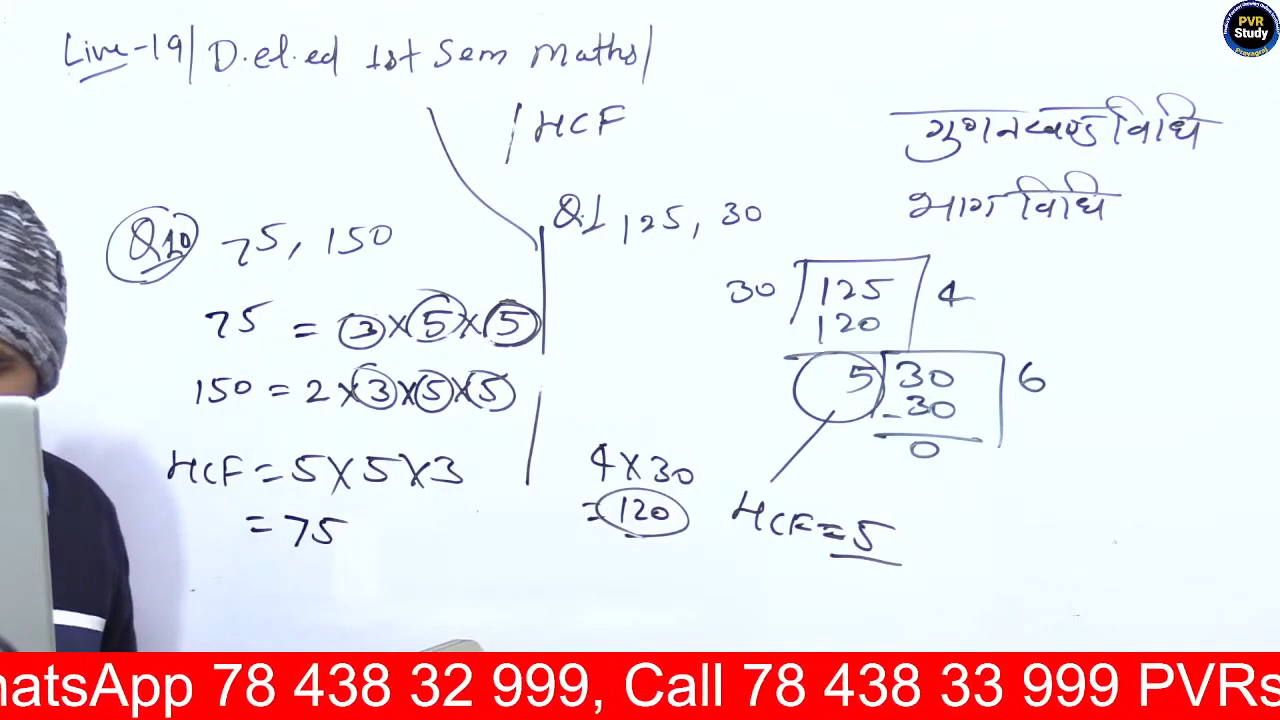 Live-19/ D.el.ed 1st Sem Maths/
/HCF
गुणनखण्ड विधि
भाग विधि
Q10 75, 150
75 = 3×5×5
150 = 2×3×5×5
HCF = 5×5×3
= 75
Q.1 125, 30
30 125 4
120
5 30 6
-30
0
4×30
= 120
HCF = 5
PVR
Study
Prayagraj
hatsApp 78 438 32 999, Call 78 438 33 999 PVRs